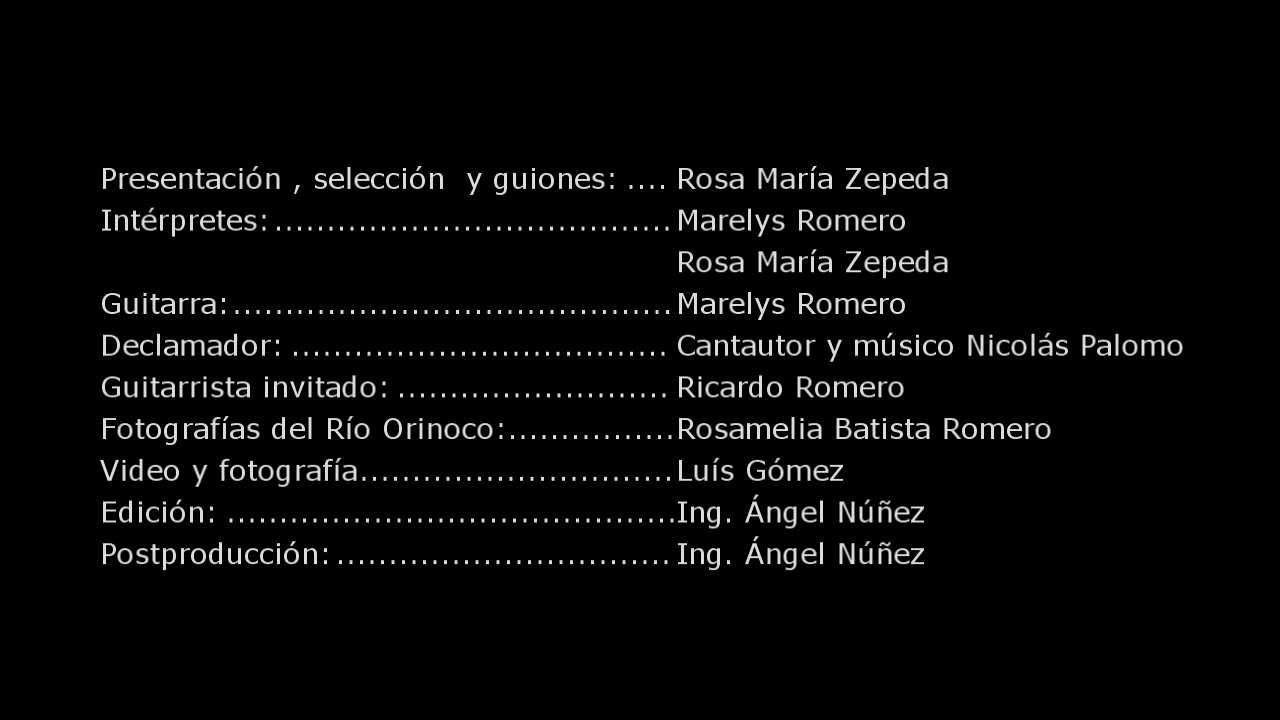 Presentación , selección  y guiones: .... Rosa María Zepeda
Intérpretes: ...................................... Marelys Romero
Rosa María Zepeda
Guitarra: .......................................... Marelys Romero
Declamador: .................................... Cantautor y músico Nicolás Palomo
Guitarrista invitado: .......................... Ricardo Romero
Fotografías del Río Orinoco:................ Rosamelia Batista Romero
Video y fotografía.............................. Luís Gómez
Edición: ........................................... Ing. Ángel Núñez
Postproducción: ................................ Ing. Ángel Núñez